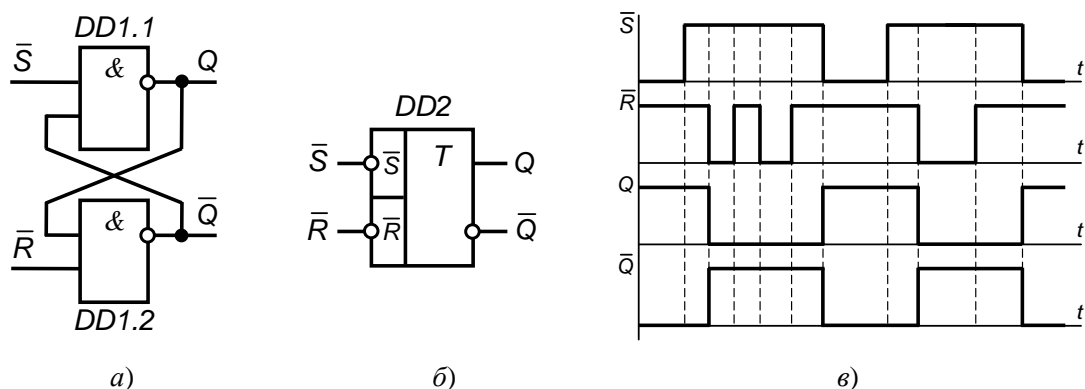 DD1.1
S̅ & Q
R̅ & Q̅
DD1.2
а)
DD2
S̅ S̅ T Q
R̅ R̅ Q̅
б)
S̅ t
R̅ t
Q t
Q̅ t
в)